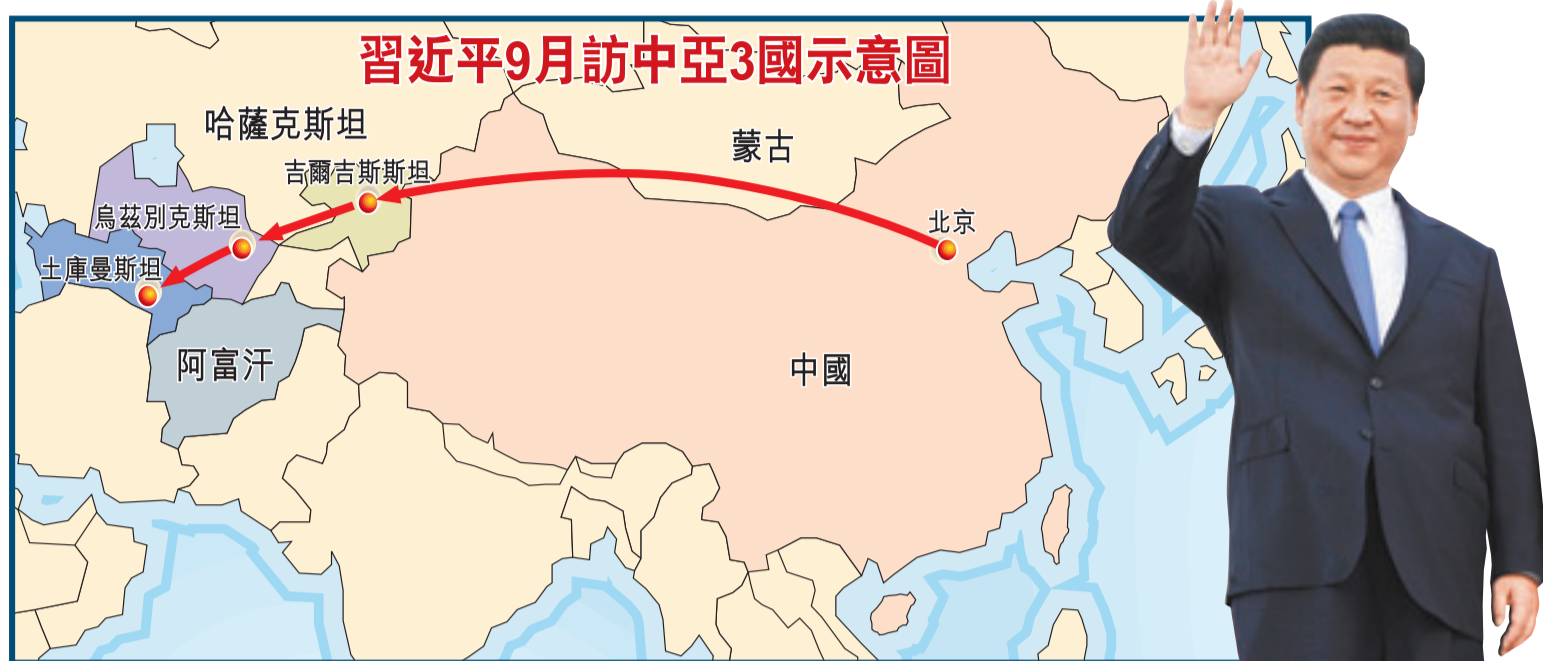 習近平9月訪中亞3國示意圖
哈薩克斯坦
蒙古
吉爾吉斯斯坦
烏茲別克斯坦
北京
土庫曼斯坦
阿富汗
中國